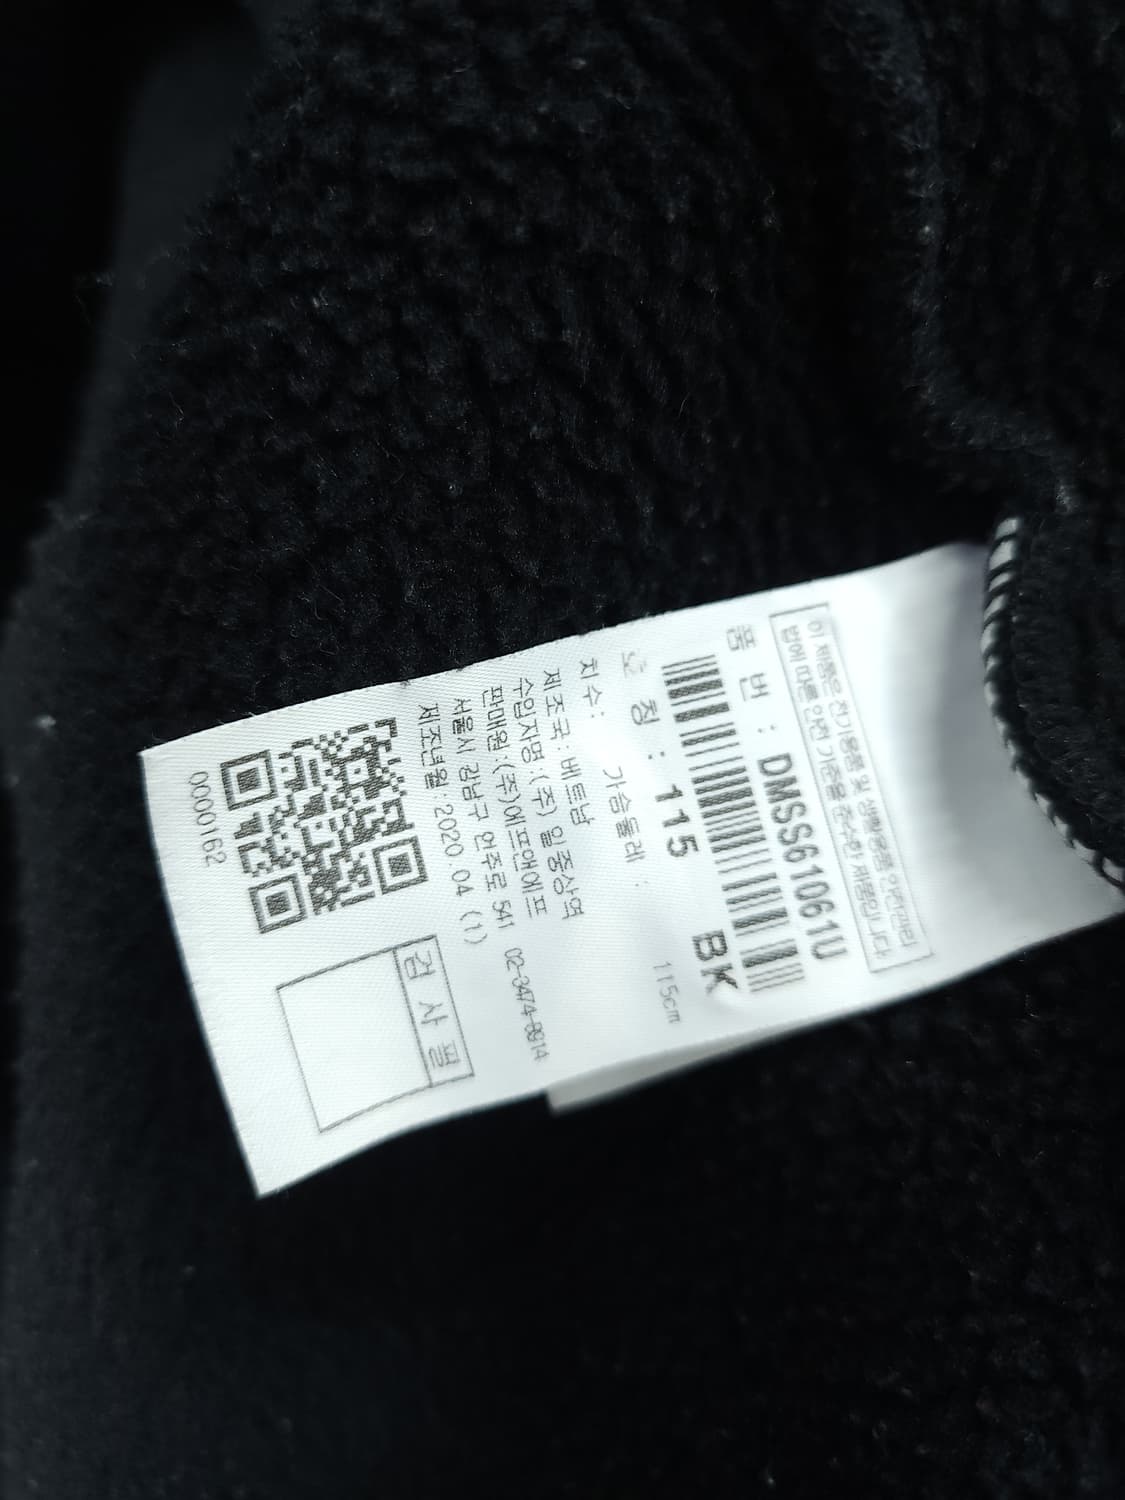 이 제품은 전기용품 및 생활용품 안전관리
법에 따른 안전기준을 준수한 제품입니다
품 번 : DMSS61061U
호 칭 : 115 BK
치수: 가슴둘레 : 115cm
제조국: 베트남
수입자명:(주) 일중상역
판매원:(주)에프앤에프
서울시 강남구 언주로 541 02-3474-8914
제조년월: 2020.04 (1)
검 사 필
0000162